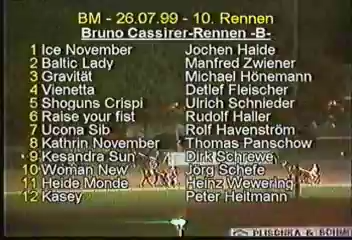 BM - 26.07.99 - 10. Rennen
Bruno Cassirer-Rennen -B-
1 Ice November Jochen Haide
2 Baltic Lady Manfred Zwiener
3 Gravität Michael Hönemann
4 Vienetta Detlef Fleischer
5 Shoguns Crispi Ulrich Schnieder
6 Raise your fist Rudolf Haller
7 Ucona Sib Rolf Havenström
8 Kathrin November Thomas Panschow
9 Kesandra Sun Dirk Schrewe
10 Woman New Jörg Schefe
11 Heide Monde Heinz Wewering
12 Kasey Peter Heitmann
PLISCHKA & BÖHME